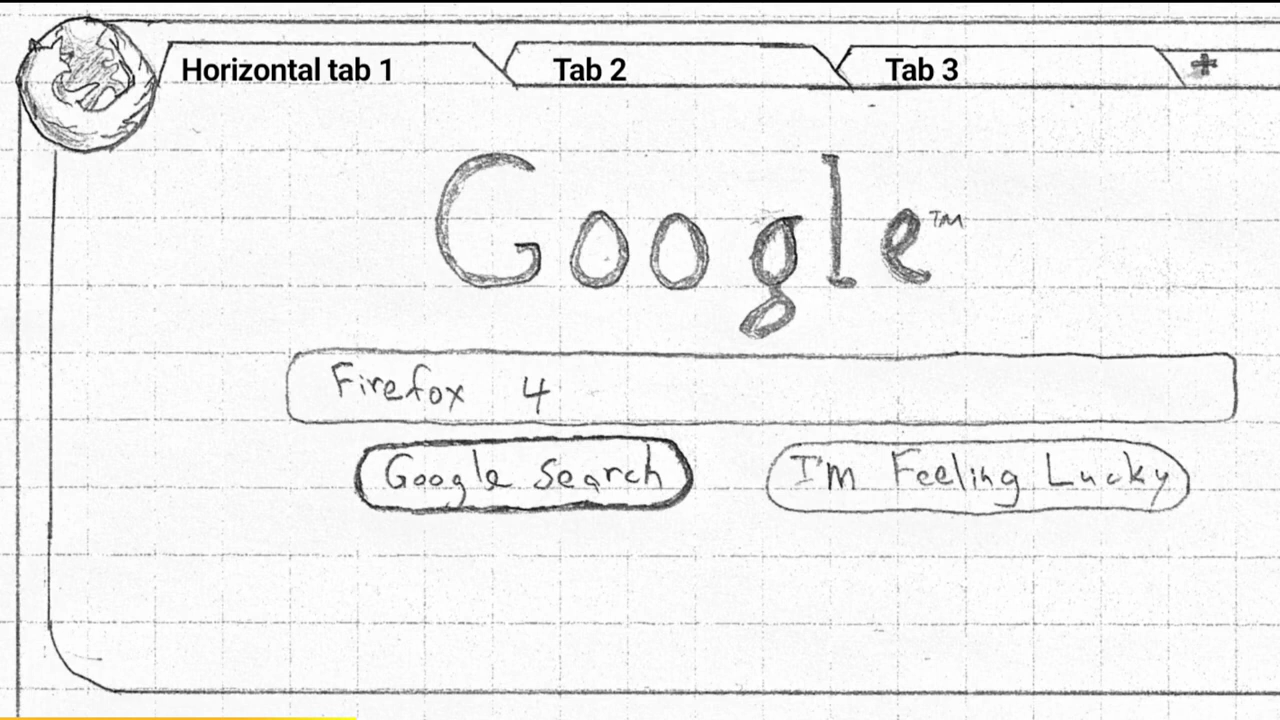 Horizontal tab 1 Tab 2 Tab 3 +
Google™
Firefox 4
Google Search I'm Feeling Lucky